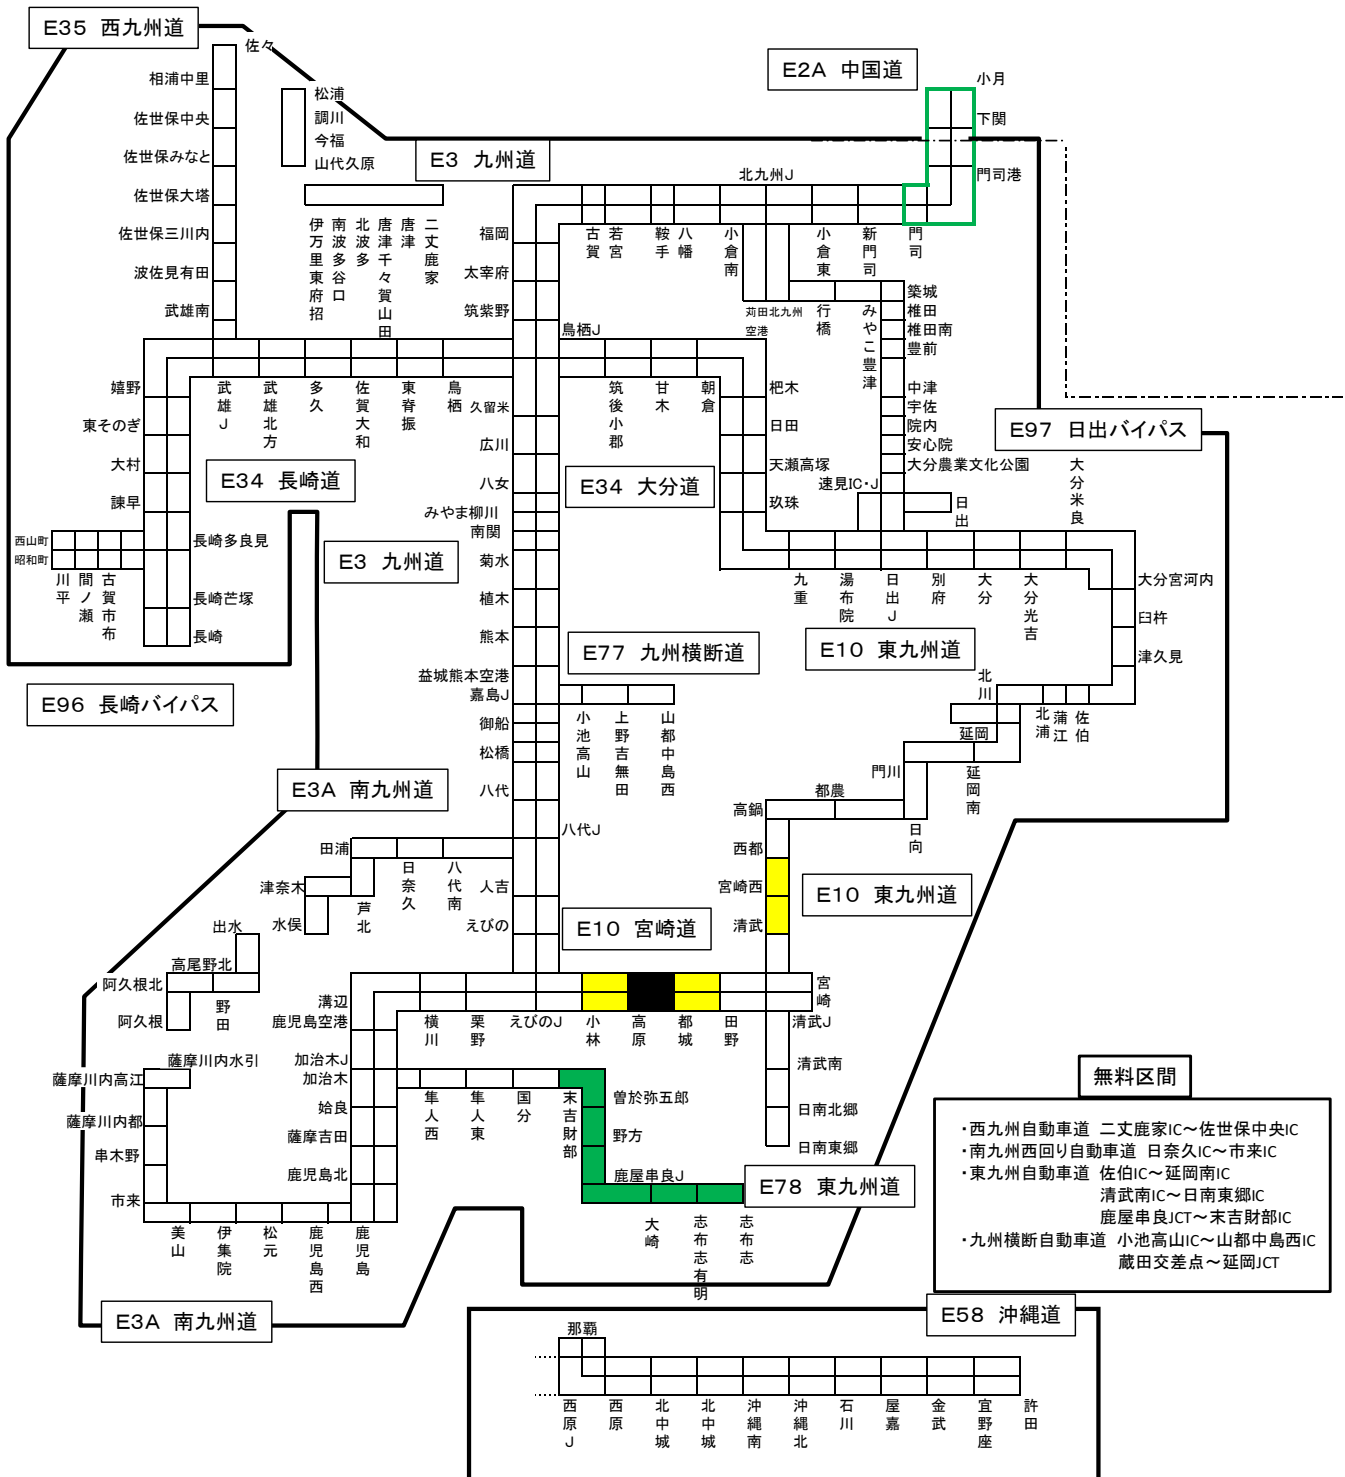 E35 西九州道
佐々
相浦中里
佐世保中央
佐世保みなと
佐世保大塔
佐世保三川内
波佐見有田
武雄南
松浦
調川
今福
山代久原
E3 九州道
伊万里東府招
南波多谷口
北波多
唐津千々賀山田
唐津
二丈鹿家
E2A 中国道
小月
下関
門司港
北九州J
福岡
太宰府
筑紫野
鳥栖J
古賀
若宮
鞍手
八幡
小倉南
小倉東
新門司
門司
苅田北九州
空港
行橋
みやこ豊津
築城
椎田
椎田南
豊前
中津
宇佐
院内
安心院
大分農業文化公園
速見IC・J
日出
E97 日出バイパス
大分米良
嬉野
東そのぎ
大村
諫早
武雄J
武雄北方
多久
佐賀大和
東脊振
鳥栖
久留米
広川
八女
みやま柳川
南関
菊水
植木
熊本
益城熊本空港
嘉島J
御船
松橋
八代
八代J
筑後小郡
甘木
朝倉
杷木
日田
天瀬高塚
玖珠
E34 長崎道
E34 大分道
E3 九州道
西山町
昭和町
川平
間ノ瀬
古賀市布
長崎多良見
長崎芒塚
長崎
E96 長崎バイパス
九重
湯布院
日出J
別府
大分
大分光吉
大分宮河内
臼杵
津久見
E77 九州横断道
E10 東九州道
小池高山
上野吉無田
山都中島西
北川
北浦
蒲江
佐伯
延岡
延岡南
門川
日向
都農
高鍋
西都
宮崎西
清武
E10 東九州道
E3A 南九州道
田浦
津奈木
水俣
芦北
日奈久
八代南
人吉
えびの
E10 宮崎道
出水
高尾野北
阿久根北
阿久根
野田
溝辺
鹿児島空港
加治木J
加治木
姶良
薩摩吉田
鹿児島北
横川
栗野
えびのJ
小林
高原
都城
田野
宮崎
清武J
清武南
日南北郷
日南東郷
薩摩川内水引
薩摩川内高江
薩摩川内都
串木野
市来
美山
伊集院
松元
鹿児島西
鹿児島
隼人西
隼人東
国分
末吉財部
曽於弥五郎
野方
鹿屋串良J
E78 東九州道
大崎
志布志有明
志布志
E3A 南九州道
無料区間
・西九州自動車道 二丈鹿家IC～佐世保中央IC
・南九州西回り自動車道 日奈久IC～市来IC
・東九州自動車道 佐伯IC～延岡南IC
清武南IC～日南東郷IC
鹿屋串良JCT～末吉財部IC
・九州横断自動車道 小池高山IC～山都中島西IC
蔵田交差点～延岡JCT
E58 沖縄道
那覇
西原J
西原
北中城
北中城
沖縄南
沖縄北
石川
屋嘉
金武
宜野座
許田